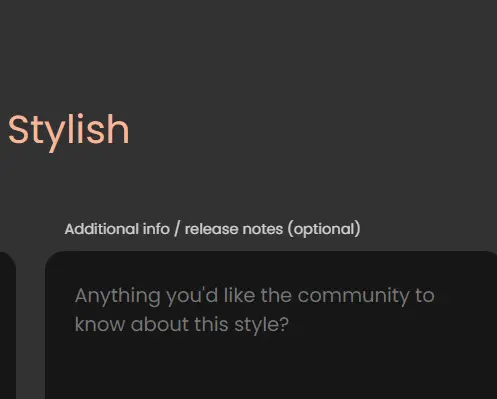 Stylish
Additional info / release notes (optional)
Anything you'd like the community to
know about this style?